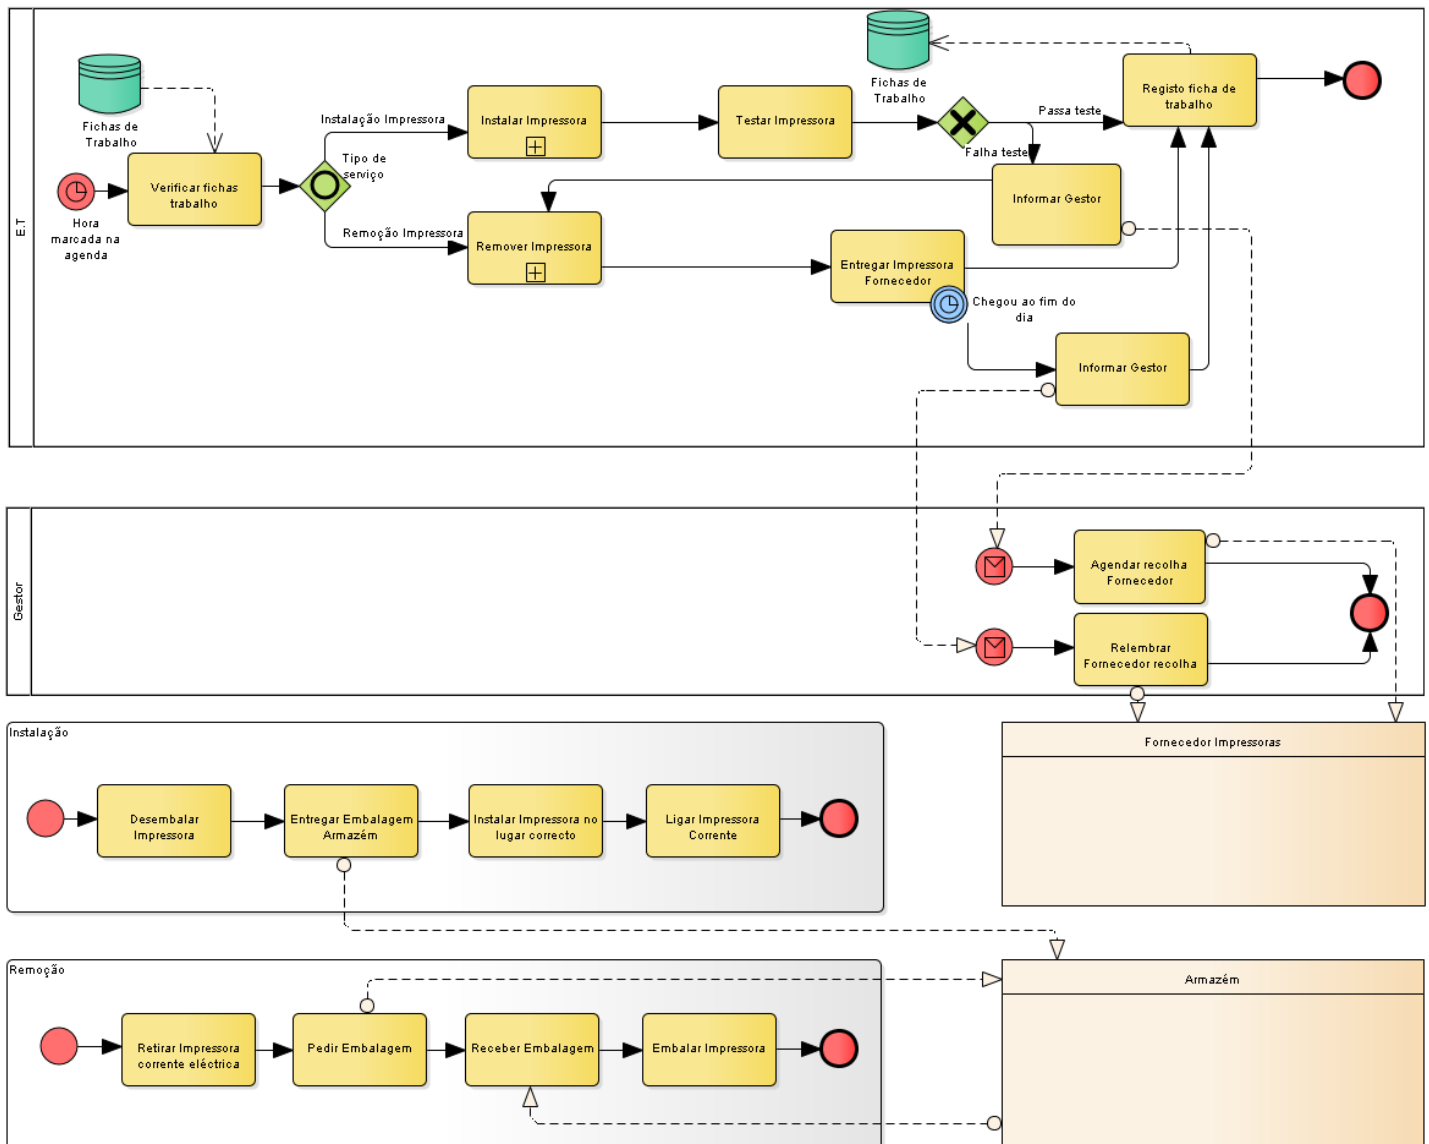 E.T
Fichas de
Trabalho
Hora
marcada na
agenda
Verificar fichas
trabalho
Tipo de
serviço
Instalação Impressora
Remoção Impressora
Instalar Impressora
Remover Impressora
Testar Impressora
Fichas de
Trabalho
Passa teste
Falha teste
Registo ficha de
trabalho
Informar Gestor
Entregar Impressora
Fornecedor
Chegou ao fim do
dia
Informar Gestor
Gestor
Agendar recolha
Fornecedor
Relembrar
Fornecedor recolha
Instalação
Desembalar
Impressora
Entregar Embalagem
Armazém
Instalar Impressora no
lugar correcto
Ligar Impressora
Corrente
Fornecedor Impressoras
Remoção
Retirar Impressora
corrente eléctrica
Pedir Embalagem
Receber Embalagem
Embalar Impressora
Armazém